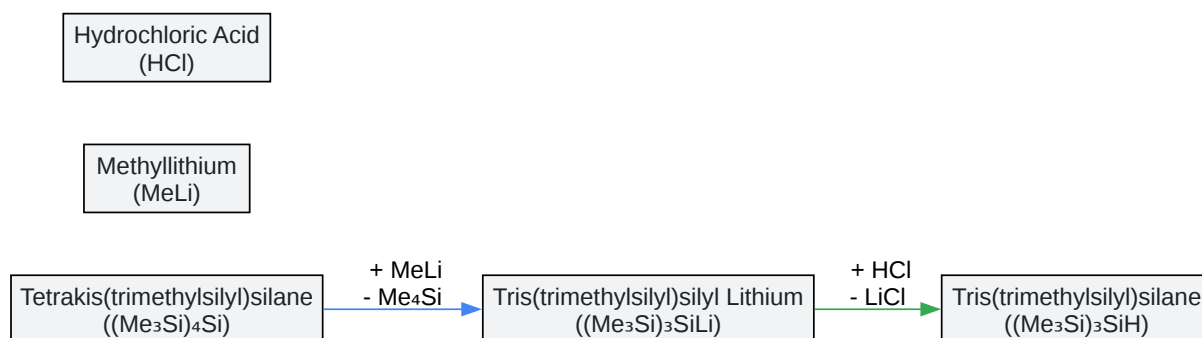 Hydrochloric Acid
(HCl)
Methyllithium
(MeLi)
+ MeLi
- Me₄Si
+ HCl
- LiCl
Tetrakis(trimethylsilyl)silane
((Me₃Si)₄Si)
Tris(trimethylsilyl)silyl Lithium
((Me₃Si)₃SiLi)
Tris(trimethylsilyl)silane
((Me₃Si)₃SiH)